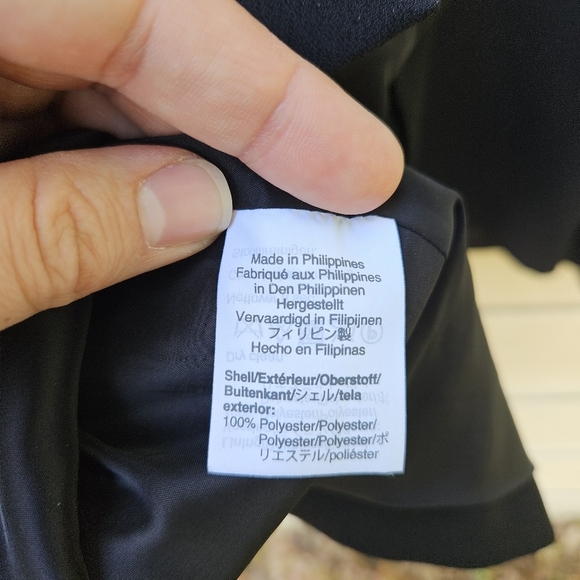 Made in Philippines
Fabriqué aux Philippines
in Den Philippinen
Hergestellt
Vervaardigd in Filipijnen
フィリピン製
Hecho en Filipinas
Shell/Extérieur/Oberstoff/
Buitenkant/シェル/tela
exterior:
100% Polyester/Polyester/
Polyester/Polyester/ポ
リエステル/poliéster